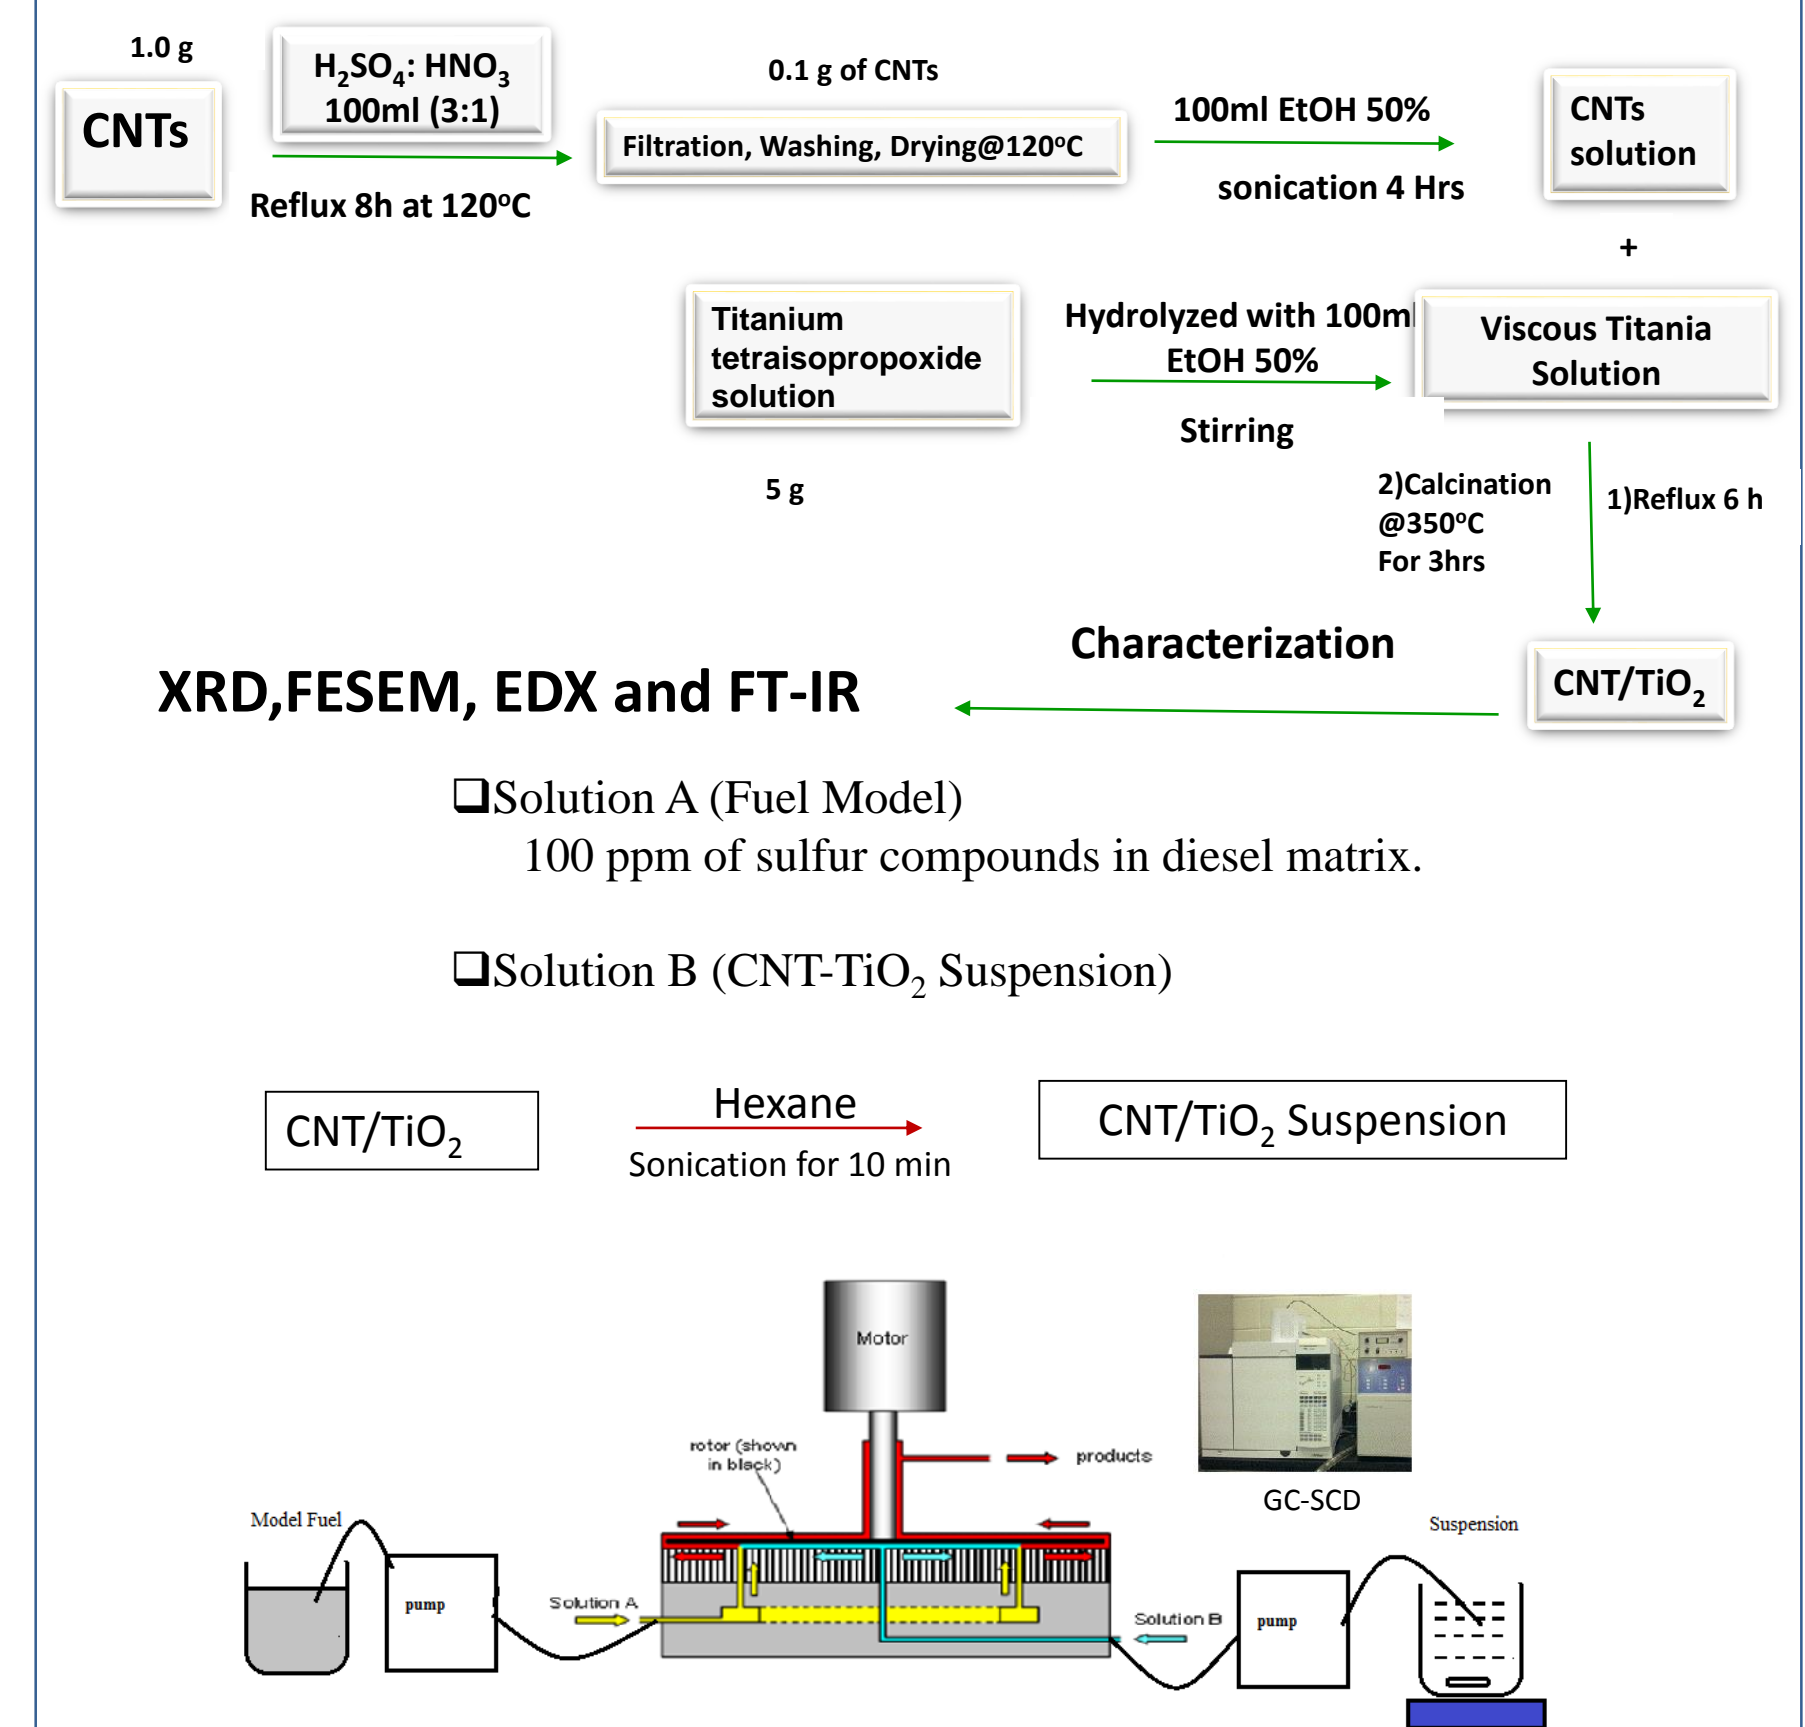 1.0 g
CNTs
H₂SO₄: HNO₃
100ml (3:1)
Reflux 8h at 120ºC
0.1 g of CNTs
Filtration, Washing, Drying@120ºC
100ml EtOH 50%
sonication 4 Hrs
CNTs
solution
+
Titanium
tetraisopropoxide
solution
5 g
Hydrolyzed with 100ml
EtOH 50%
Stirring
Viscous Titania
Solution
2)Calcination
@350ºC
For 3hrs
1)Reflux 6 h
Characterization
CNT/TiO₂
XRD,FESEM, EDX and FT-IR
❑Solution A (Fuel Model)
100 ppm of sulfur compounds in diesel matrix.
❑Solution B (CNT-TiO₂ Suspension)
CNT/TiO₂
Hexane
Sonication for 10 min
CNT/TiO₂ Suspension
Motor
rotor (shown
in black)
products
GC-SCD
Model Fuel
Suspension
pump
Solution A
Solution B
pump